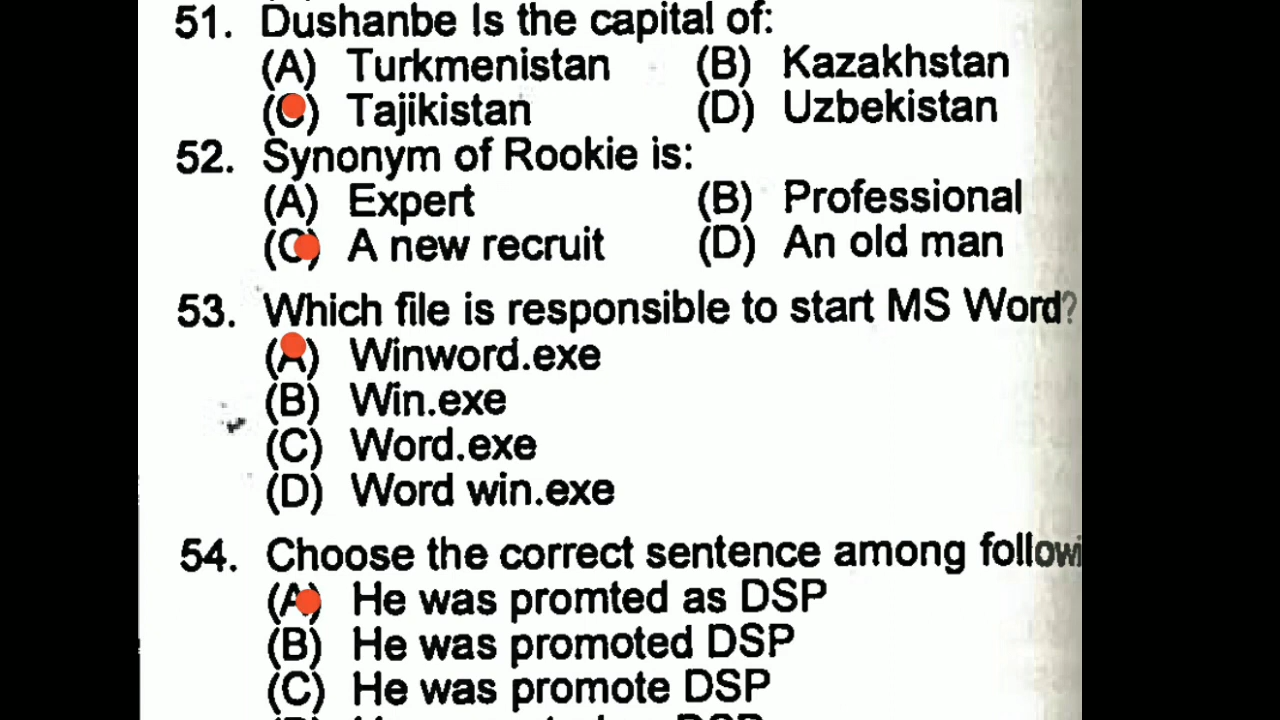 51. Dushanbe Is the capital of:
(A) Turkmenistan (B) Kazakhstan
(C) Tajikistan (D) Uzbekistan
52. Synonym of Rookie is:
(A) Expert (B) Professional
(C) A new recruit (D) An old man
53. Which file is responsible to start MS Word?
(A) Winword.exe
(B) Win.exe
(C) Word.exe
(D) Word win.exe
54. Choose the correct sentence among followi
(A) He was promted as DSP
(B) He was promoted DSP
(C) He was promote DSP
DSP